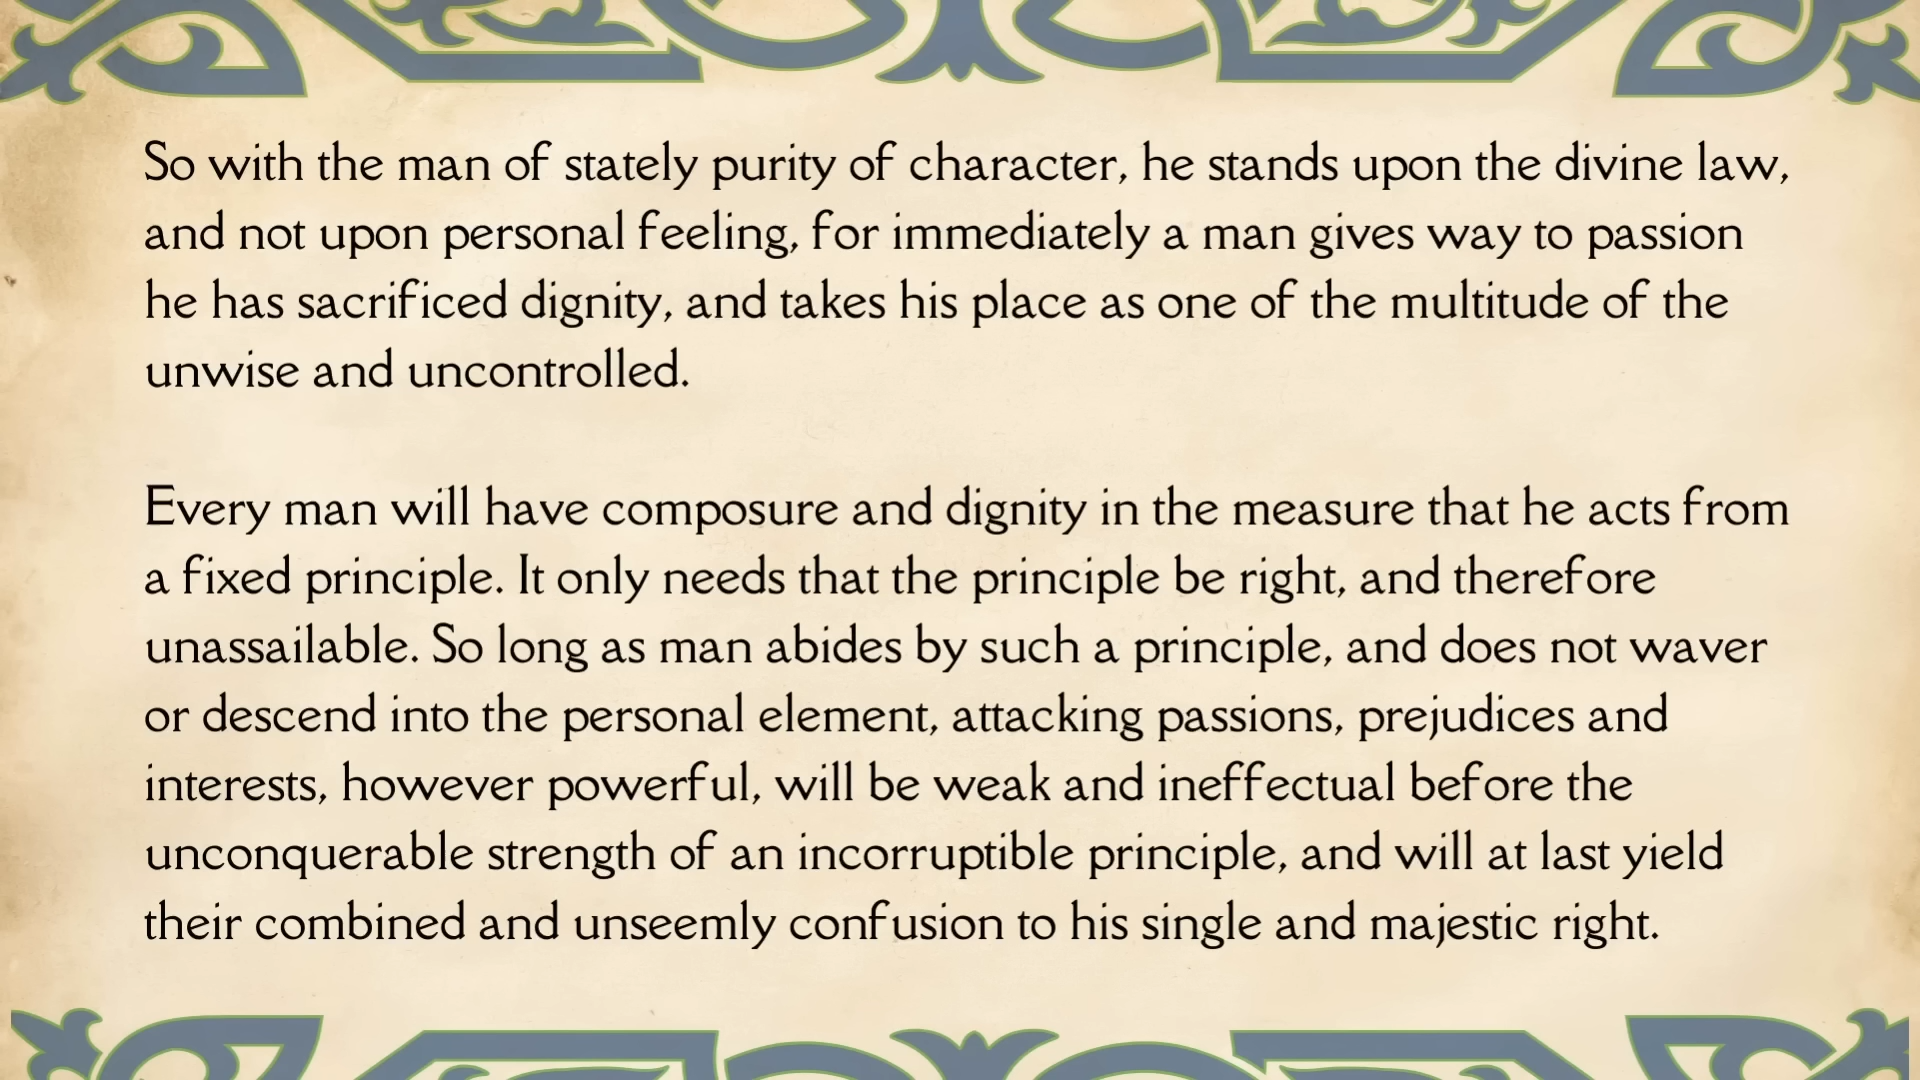 So with the man of stately purity of character, he stands upon the divine law,
and not upon personal feeling, for immediately a man gives way to passion
he has sacrificed dignity, and takes his place as one of the multitude of the
unwise and uncontrolled.
Every man will have composure and dignity in the measure that he acts from
a fixed principle. It only needs that the principle be right, and therefore
unassailable. So long as man abides by such a principle, and does not waver
or descend into the personal element, attacking passions, prejudices and
interests, however powerful, will be weak and ineffectual before the
unconquerable strength of an incorruptible principle, and will at last yield
their combined and unseemly confusion to his single and majestic right.